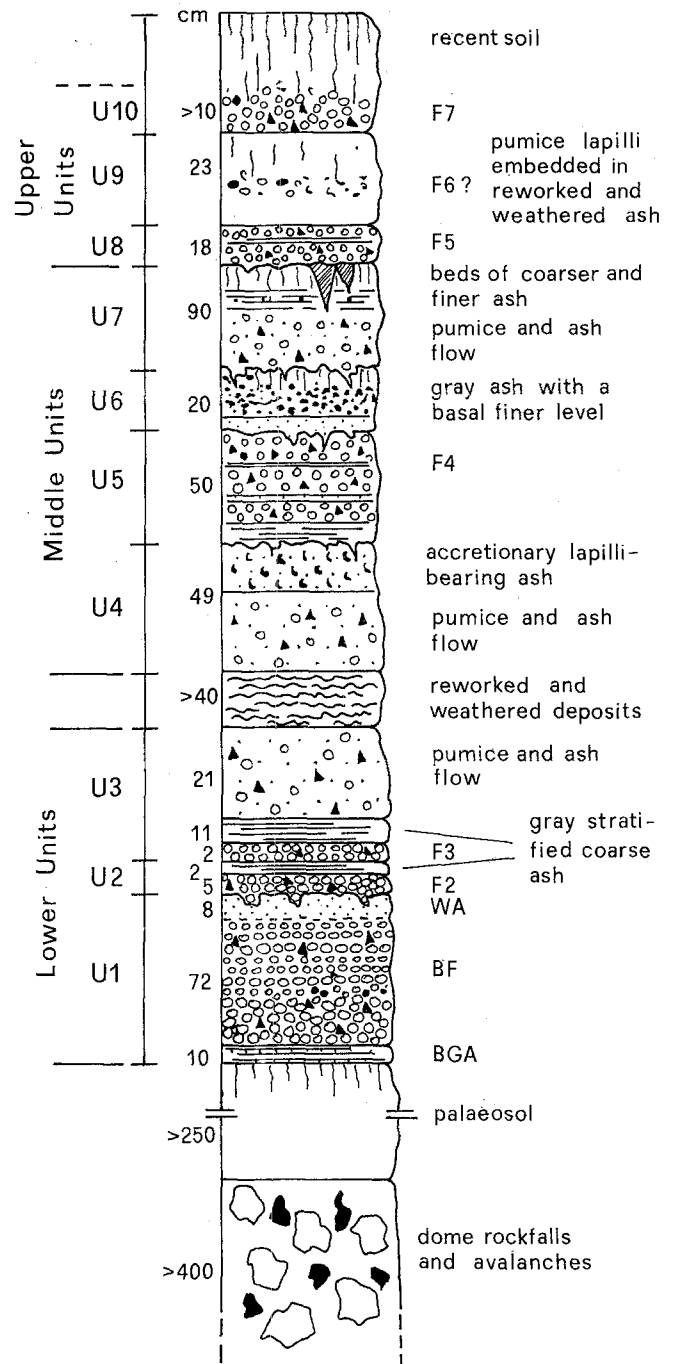 cm
recent soil
U10
>10
F7
Upper
Units
U9
23
F6?
pumice lapilli
embedded in
reworked and
weathered ash
U8
18
F5
beds of coarser and
finer ash
U7
90
pumice and ash
flow
Middle Units
U6
20
gray ash with a
basal finer level
F4
U5
50
accretionary lapilli-
bearing ash
U4
49
pumice and ash
flow
>40
reworked and
weathered deposits
Lower Units
U3
21
pumice and ash
flow
11
gray strati-
fied coarse
ash
2
F3
U2
2
5
F2
8
WA
U1
72
BF
10
BGA
palaeosol
>250
dome rockfalls
and avalanches
>400